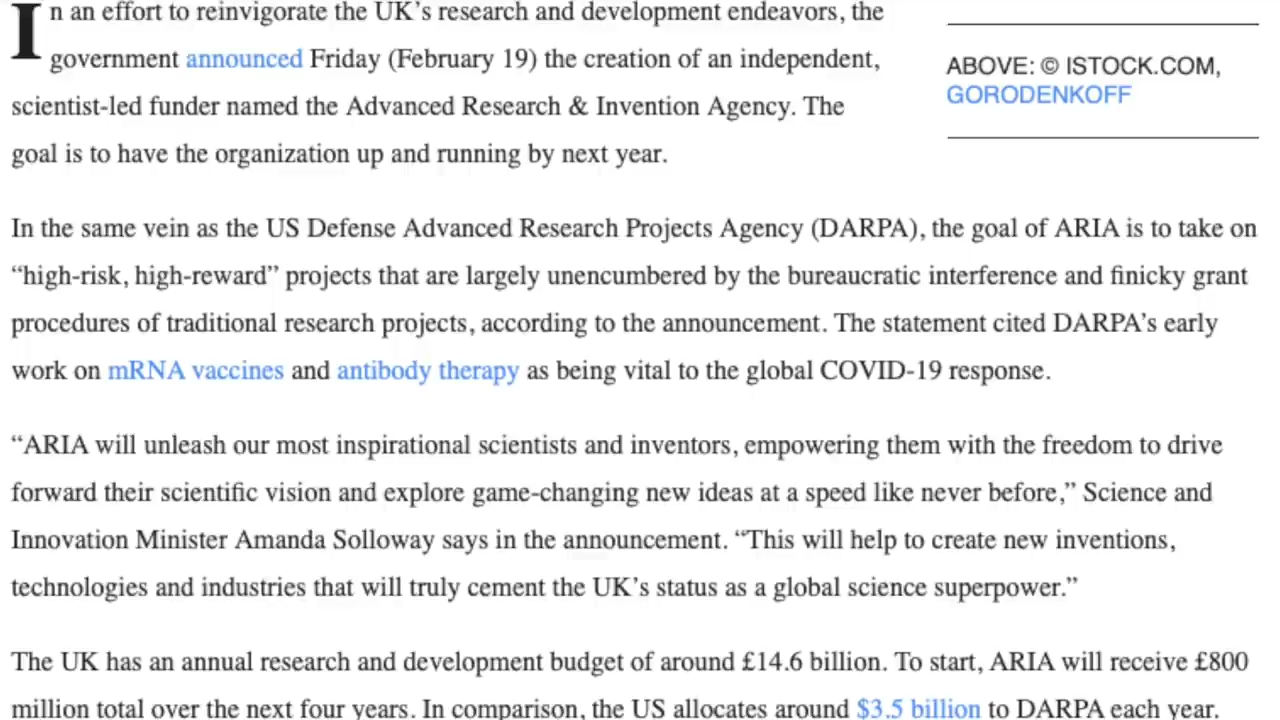 In an effort to reinvigorate the UK’s research and development endeavors, the
government announced Friday (February 19) the creation of an independent,
scientist-led funder named the Advanced Research & Invention Agency. The
goal is to have the organization up and running by next year.
ABOVE: © ISTOCK.COM,
GORODENKOFF
In the same vein as the US Defense Advanced Research Projects Agency (DARPA), the goal of ARIA is to take on
“high-risk, high-reward” projects that are largely unencumbered by the bureaucratic interference and finicky grant
procedures of traditional research projects, according to the announcement. The statement cited DARPA’s early
work on mRNA vaccines and antibody therapy as being vital to the global COVID-19 response.
“ARIA will unleash our most inspirational scientists and inventors, empowering them with the freedom to drive
forward their scientific vision and explore game-changing new ideas at a speed like never before,” Science and
Innovation Minister Amanda Solloway says in the announcement. “This will help to create new inventions,
technologies and industries that will truly cement the UK’s status as a global science superpower.”
The UK has an annual research and development budget of around £14.6 billion. To start, ARIA will receive £800
million total over the next four years. In comparison, the US allocates around $3.5 billion to DARPA each year.